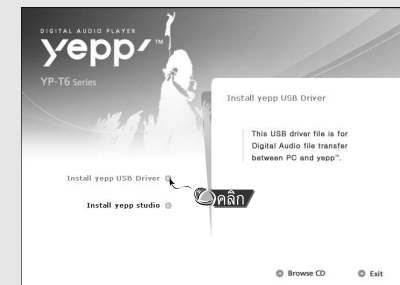 DIGITAL AUDIO PLAYER
yepp'™
YP-T6 Series
Install yepp USB Driver
This USB driver file is for
Digital Audio file transfer
between PC and yepp™.
Install yepp USB Driver
คลิก
Install yepp studio
Browse CD
Exit